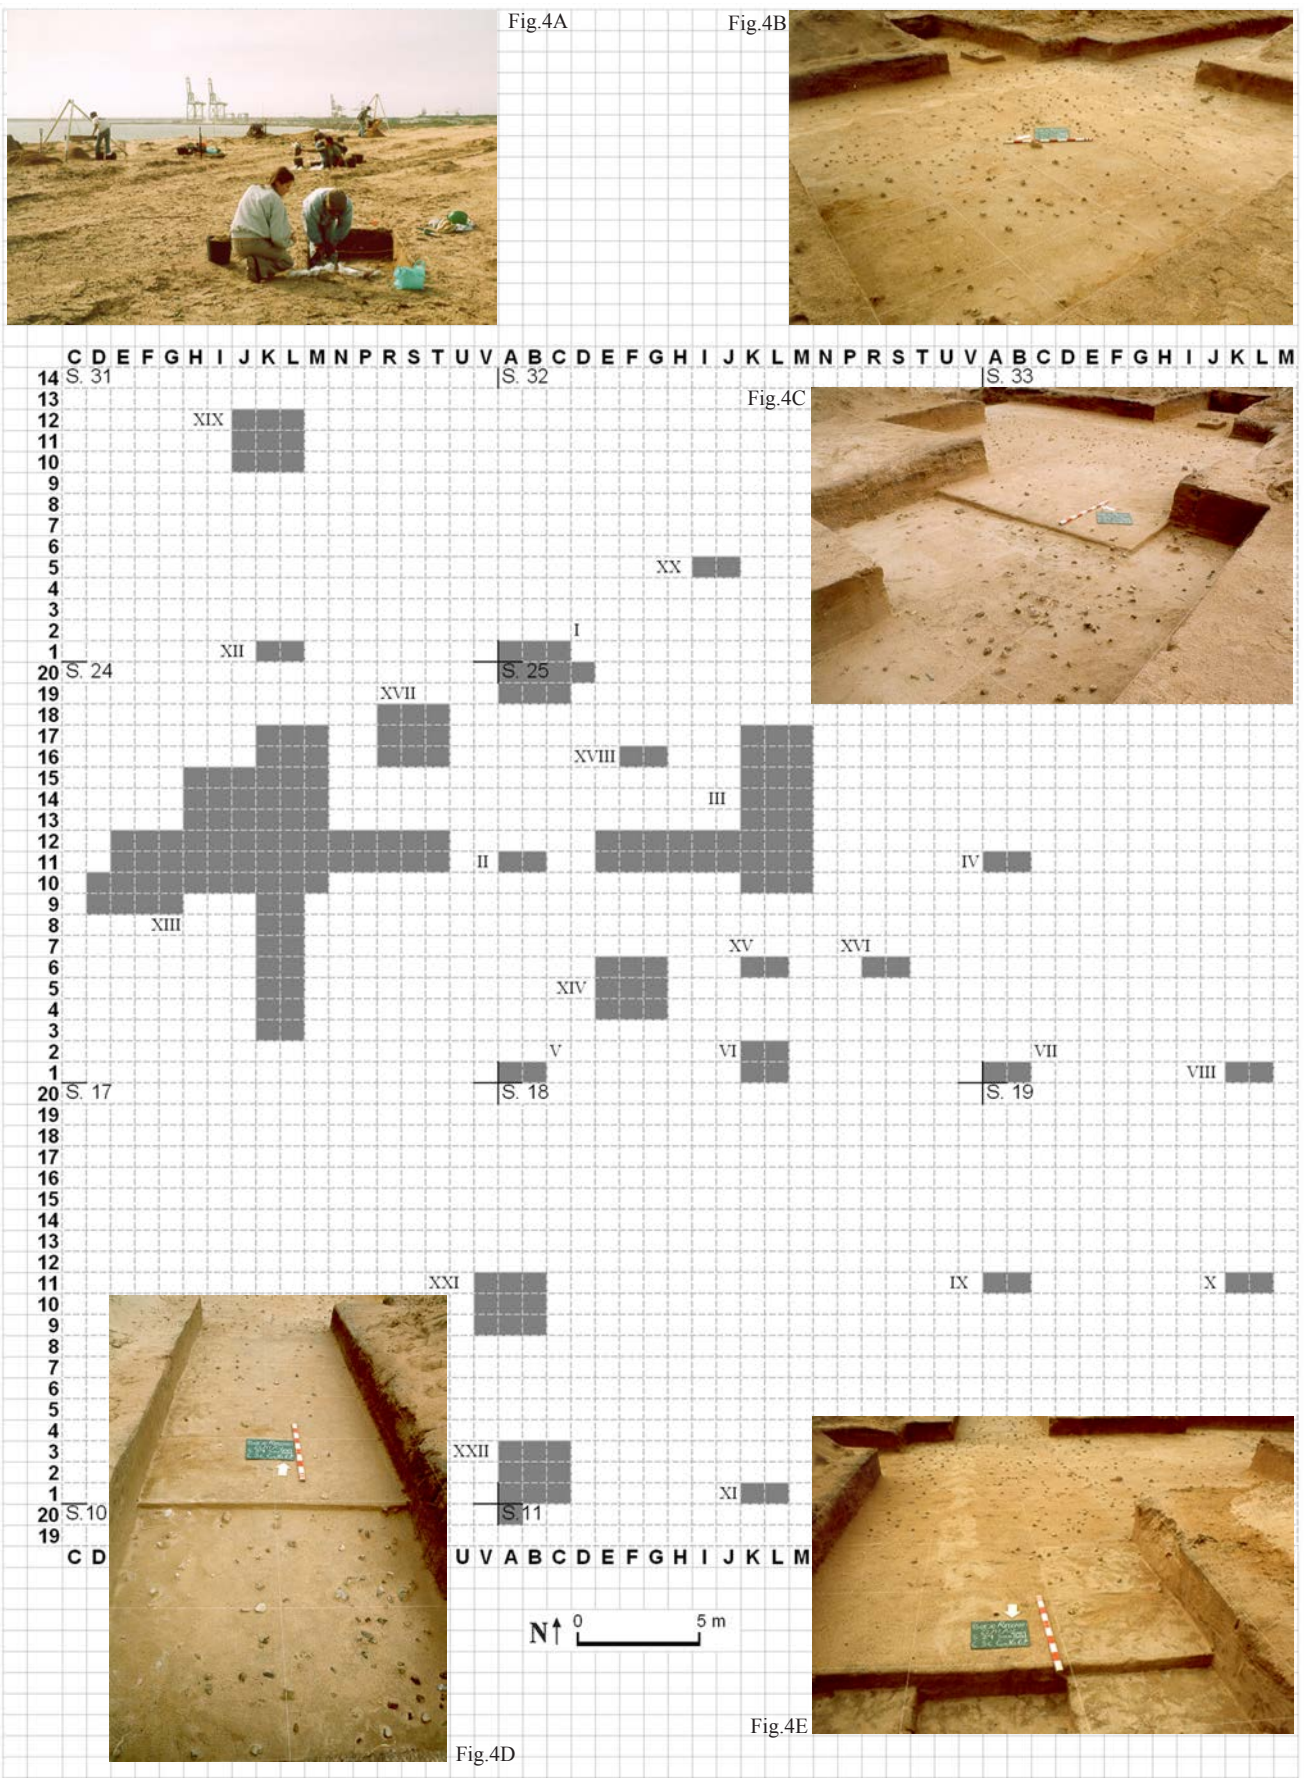 Fig.4A
Fig.4B
C D E F G H I J K L M N P R S T U V A B C D E F G H I J K L M N P R S T U V A B C D E F G H I J K L M
14 S. 31 S. 32 S. 33
13
Fig.4C
12 XIX
11
10
9
8
7
6
5 XX
4
3
2 I
1 XII
20 S. 24 S. 25
19 XVII
18
17
16 XVIII
15
14 III
13
12
11 II IV
10
9
8 XIII
7 XV XVI
6
5 XIV
4
3
2 V VI VII
1 VIII
20 S. 17 S. 18 S. 19
19
18
17
16
15
14
13
12
11 XXI IX X
10
9
8
7
6
5
4
3 XXII
2
1 XI
20 S.10 S.11
19
C D U V A B C D E F G H I J K L M
N 0 5 m
Fig.4E
Fig.4D